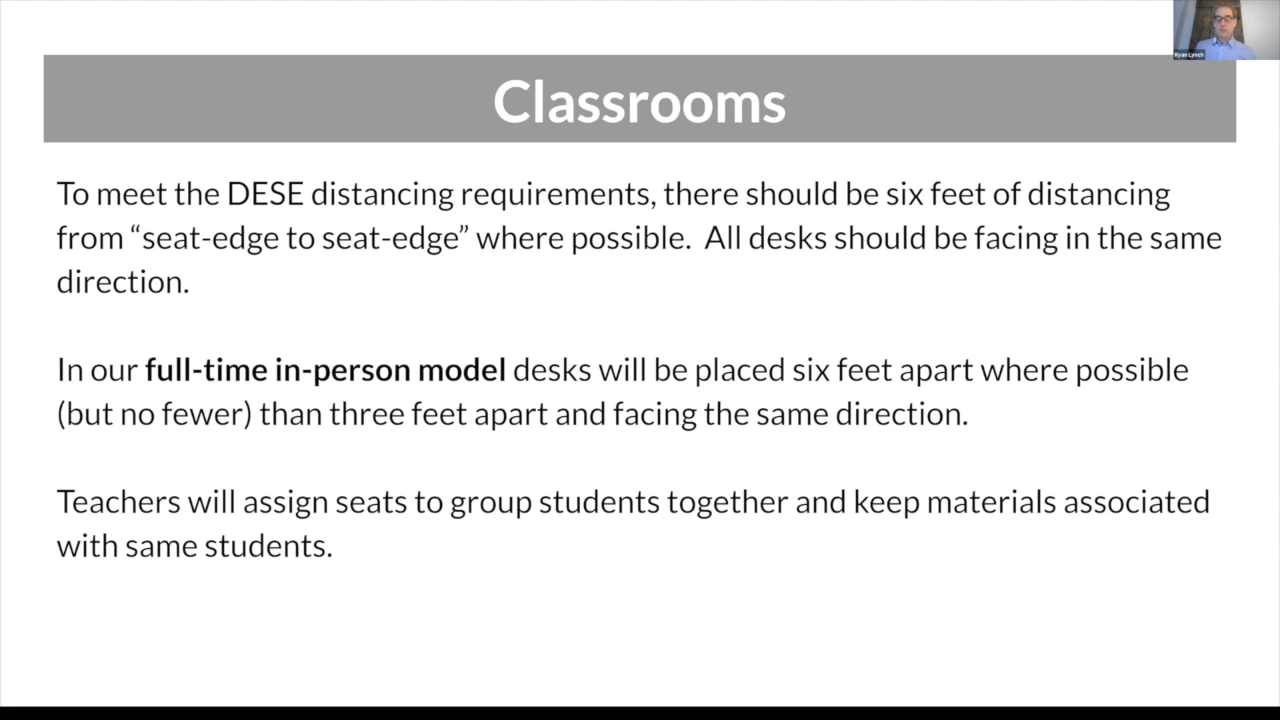 Ryan Lynch
Classrooms
To meet the DESE distancing requirements, there should be six feet of distancing
from “seat-edge to seat-edge” where possible.  All desks should be facing in the same
direction.
In our full-time in-person model desks will be placed six feet apart where possible
(but no fewer) than three feet apart and facing the same direction.
Teachers will assign seats to group students together and keep materials associated
with same students.